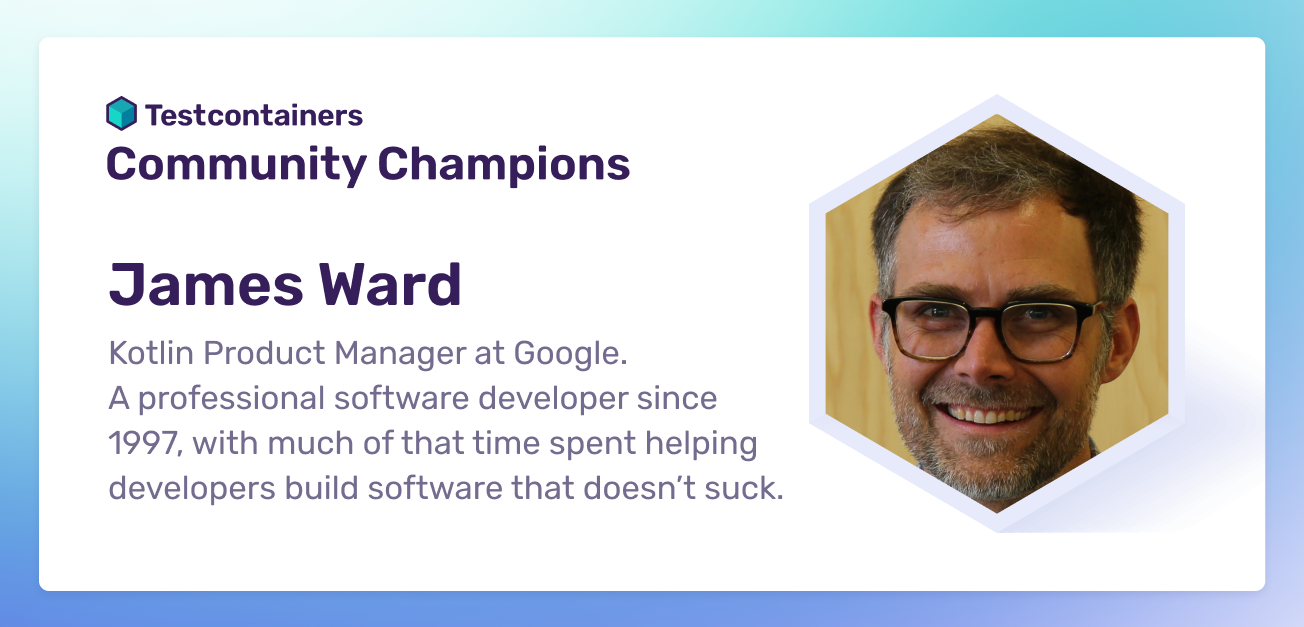 Testcontainers
Community Champions
James Ward
Kotlin Product Manager at Google.
A professional software developer since
1997, with much of that time spent helping
developers build software that doesn’t suck.